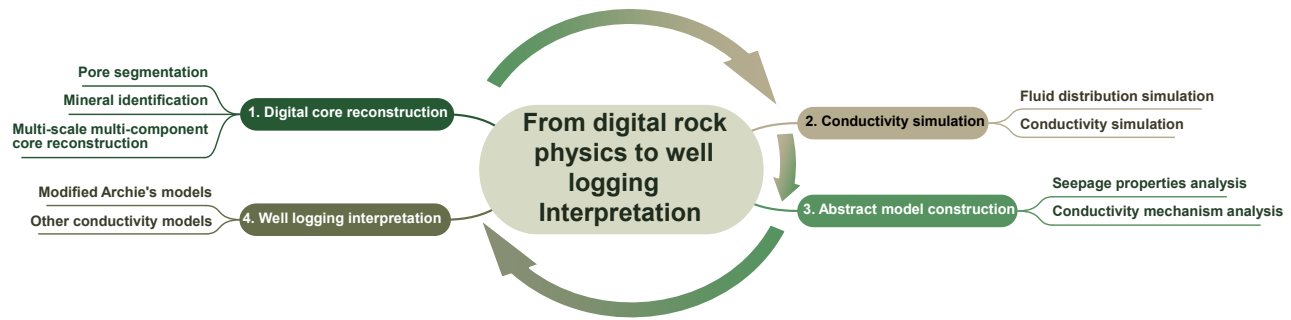 From digital rock
physics to well
logging
Interpretation
1. Digital core reconstruction
Pore segmentation
Mineral identification
Multi-scale multi-component
core reconstruction
2. Conductivity simulation
Fluid distribution simulation
Conductivity simulation
3. Abstract model construction
Seepage properties analysis
Conductivity mechanism analysis
4. Well logging interpretation
Modified Archie's models
Other conductivity models